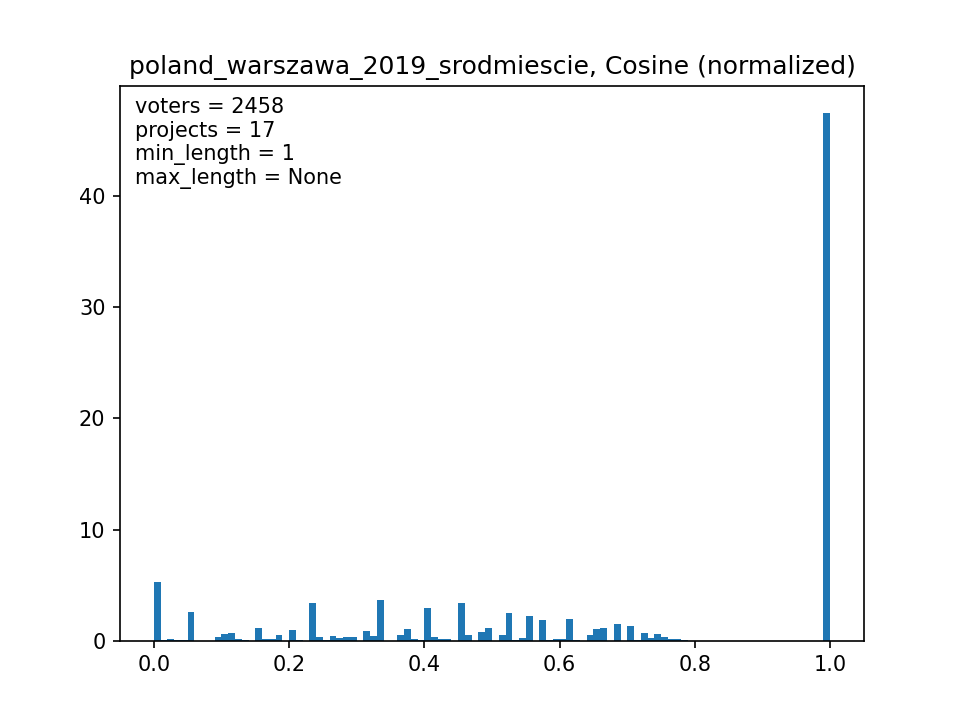 poland_warszawa_2019_srodmiescie, Cosine (normalized)
voters = 2458
projects = 17
min_length = 1
max_length = None
40
30
20
10
0
0.0 0.2 0.4 0.6 0.8 1.0